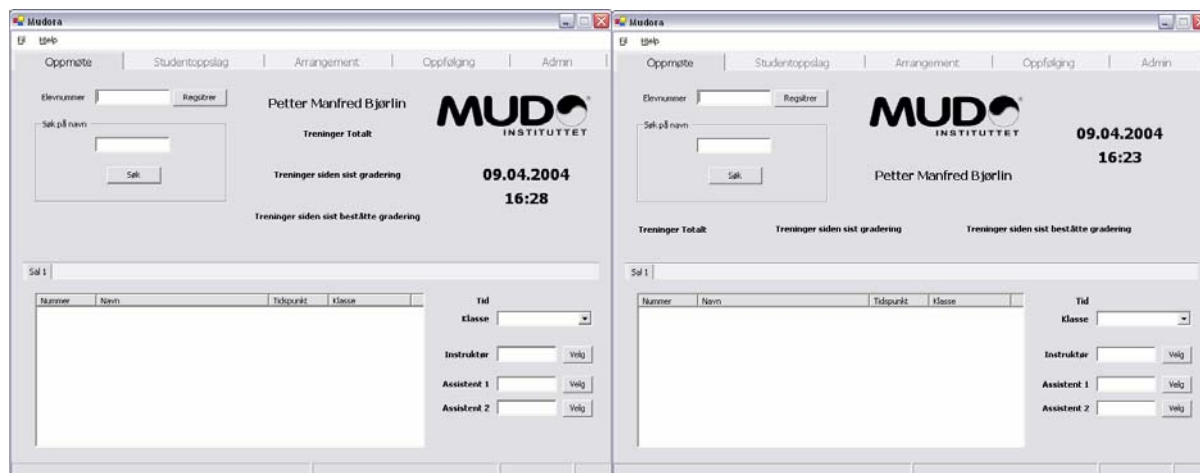 Mudora
Fil Hjelp
Oppmøte Studentoppslag Arrangement Oppfølging Admin
Elevnummer Registrer
Søk på navn
Søk
Petter Manfred Bjørlin
Treninger Totalt
Treninger siden sist gradering
Treninger siden sist beståtte gradering
MUDO
INSTITUTTET
09.04.2004
16:28
Sal 1
Nummer Navn Tidspunkt Klasse
Tid
Klasse
Instruktør Velg
Assistent 1 Velg
Assistent 2 Velg
Mudora
Fil Hjelp
Oppmøte Studentoppslag Arrangement Oppfølging Admin
Elevnummer Registrer
Søk på navn
Søk
MUDO
INSTITUTTET
09.04.2004
16:23
Petter Manfred Bjørlin
Treninger Totalt Treninger siden sist gradering Treninger siden sist beståtte gradering
Sal 1
Nummer Navn Tidspunkt Klasse
Tid
Klasse
Instruktør Velg
Assistent 1 Velg
Assistent 2 Velg